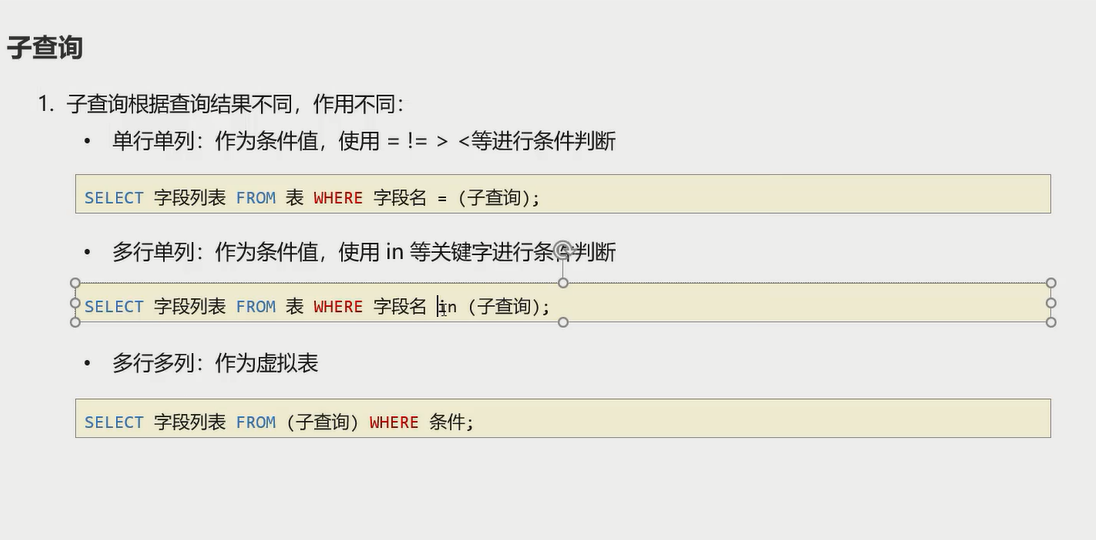 子查询
1. 子查询根据查询结果不同，作用不同：
• 单行单列：作为条件值，使用 = != > <等进行条件判断
SELECT 字段列表 FROM 表 WHERE 字段名 = (子查询);
• 多行单列：作为条件值，使用 in 等关键字进行条件判断
SELECT 字段列表 FROM 表 WHERE 字段名 in (子查询);
• 多行多列：作为虚拟表
SELECT 字段列表 FROM (子查询) WHERE 条件;